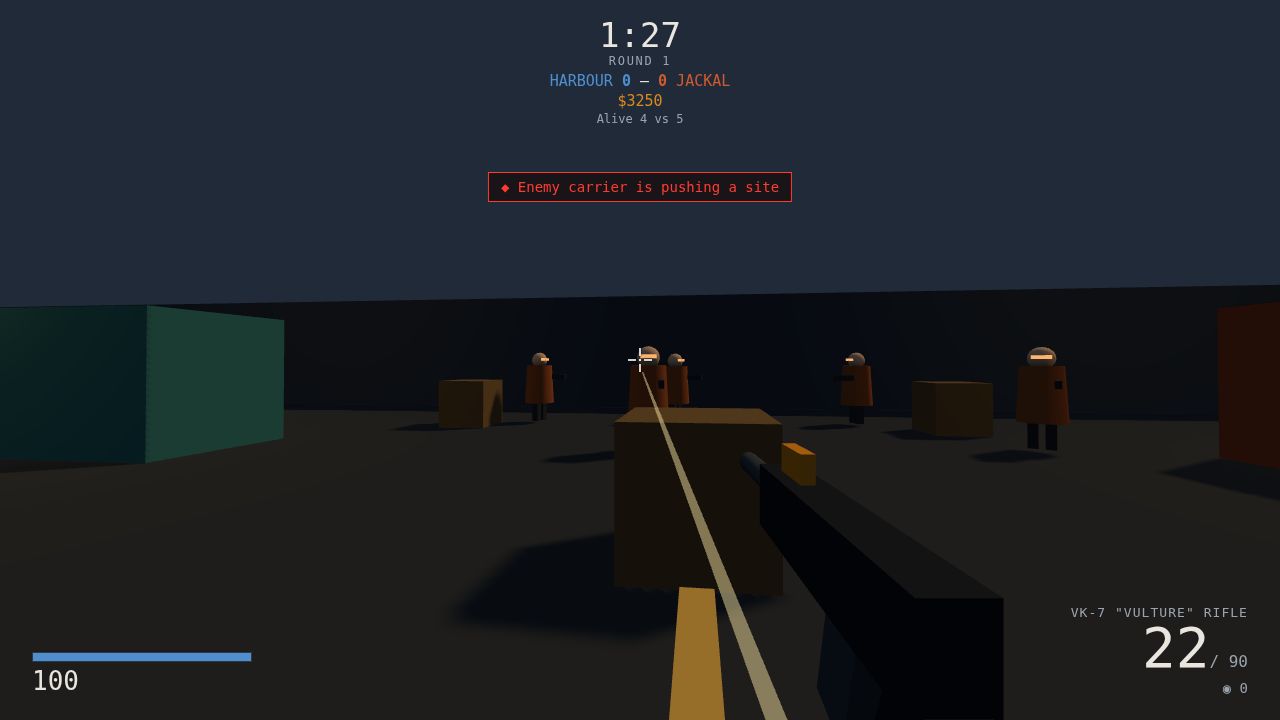 1:27
ROUND 1
HARBOUR 0 — 0 JACKAL
$3250
Alive 4 vs 5
◆ Enemy carrier is pushing a site
VK-7 "VULTURE" RIFLE
22 / 90
◉ 0
100